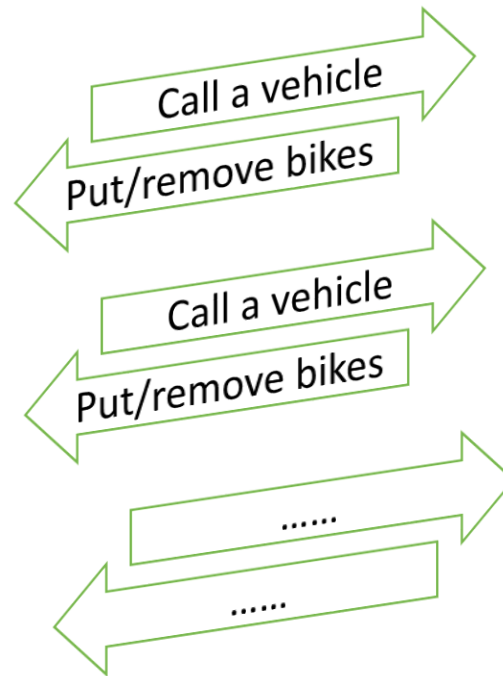 Call a vehicle
Put/remove bikes
Call a vehicle
Put/remove bikes
......
......